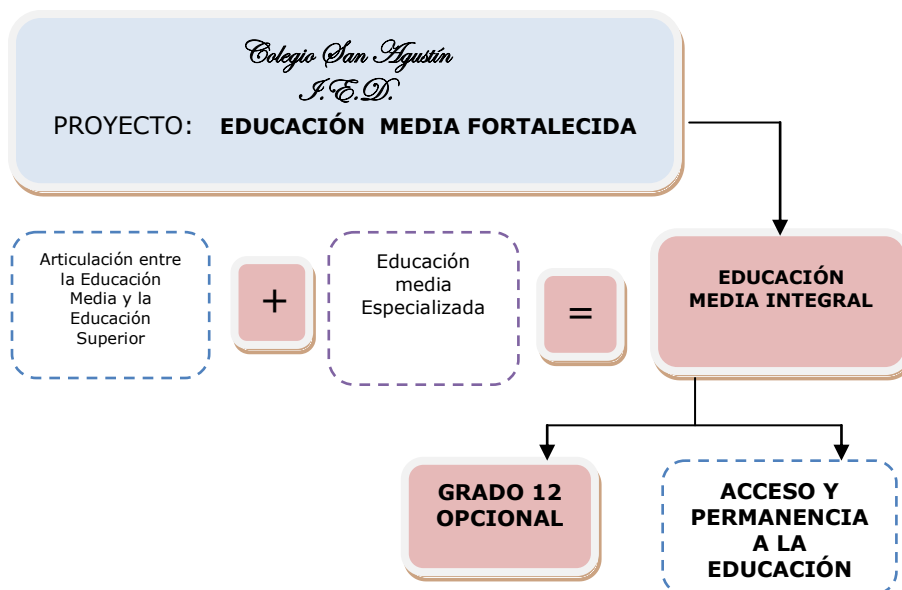 Colegio San Agustín
I.E.D.
PROYECTO: EDUCACIÓN MEDIA FORTALECIDA
Articulación entre
la Educación
Media y la
Educación
Superior
+
Educación
media
Especializada
=
EDUCACIÓN
MEDIA INTEGRAL
GRADO 12
OPCIONAL
ACCESO Y
PERMANENCIA
A LA
EDUCACIÓN